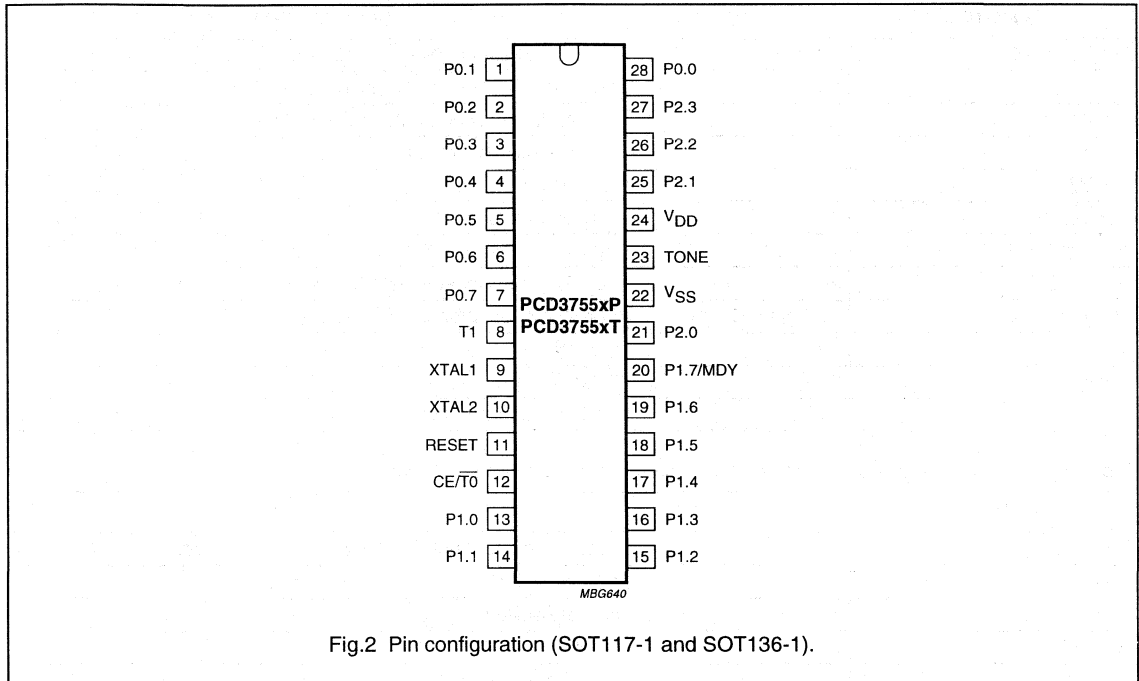 P0.1 1 28 P0.0
P0.2 2 27 P2.3
P0.3 3 26 P2.2
P0.4 4 25 P2.1
P0.5 5 24 VDD
P0.6 6 23 TONE
P0.7 7 22 VSS
PCD3755xP
PCD3755xT
T1 8 21 P2.0
XTAL1 9 20 P1.7/MDY
XTAL2 10 19 P1.6
RESET 11 18 P1.5
CE/T̅0̅ 12 17 P1.4
P1.0 13 16 P1.3
P1.1 14 15 P1.2
MBG640
Fig.2 Pin configuration (SOT117-1 and SOT136-1).